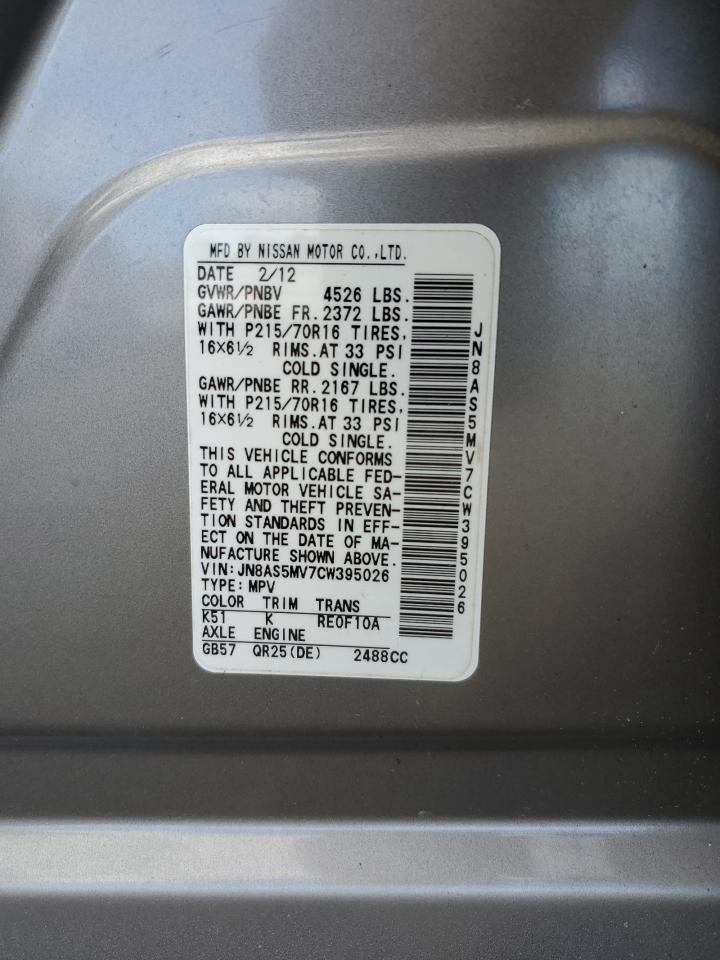 MFD BY NISSAN MOTOR CO.,LTD.
DATE 2/12
GVWR/PNBV 4526 LBS.
GAWR/PNBE FR.2372 LBS.
WITH P215/70R16 TIRES,
16X6½ RIMS.AT 33 PSI
COLD SINGLE.
GAWR/PNBE RR.2167 LBS.
WITH P215/70R16 TIRES,
16X6½ RIMS.AT 33 PSI
COLD SINGLE.
THIS VEHICLE CONFORMS
TO ALL APPLICABLE FED-
ERAL MOTOR VEHICLE SA-
FETY AND THEFT PREVEN-
TION STANDARDS IN EFF-
ECT ON THE DATE OF MA-
NUFACTURE SHOWN ABOVE.
VIN:JN8AS5MV7CW395026
TYPE:MPV
COLOR TRIM TRANS
K51 K RE0F10A
AXLE ENGINE
GB57 QR25(DE) 2488CC
JN8AS5MV7CW395026